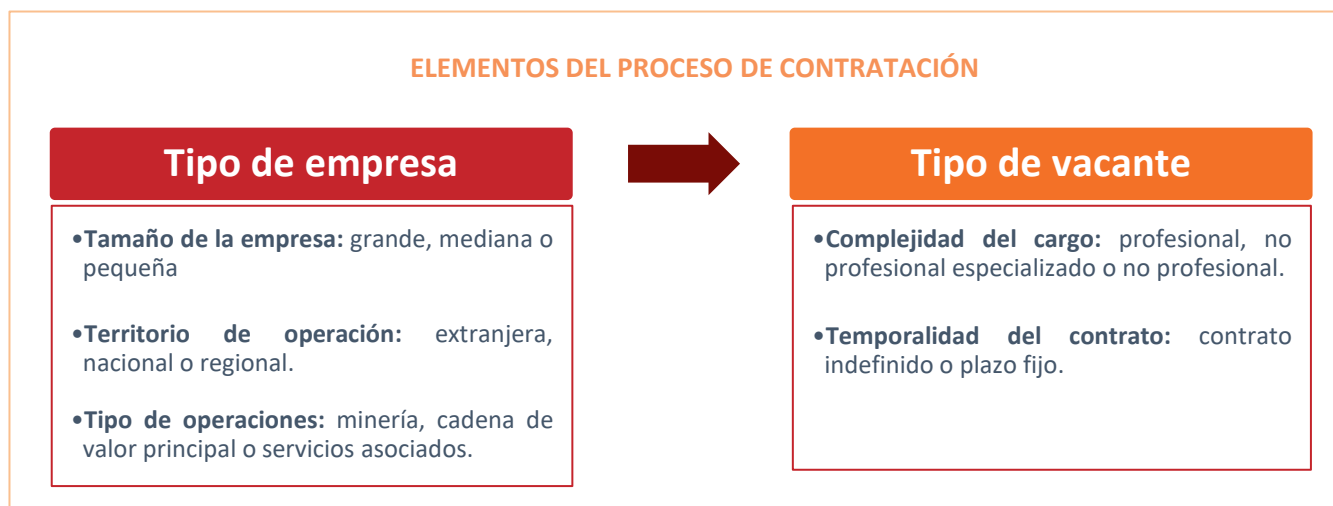 ELEMENTOS DEL PROCESO DE CONTRATACIÓN
Tipo de empresa
•Tamaño de la empresa: grande, mediana o
pequeña
•Territorio de operación: extranjera,
nacional o regional.
•Tipo de operaciones: minería, cadena de
valor principal o servicios asociados.
Tipo de vacante
•Complejidad del cargo: profesional, no
profesional especializado o no profesional.
•Temporalidad del contrato: contrato
indefinido o plazo fijo.